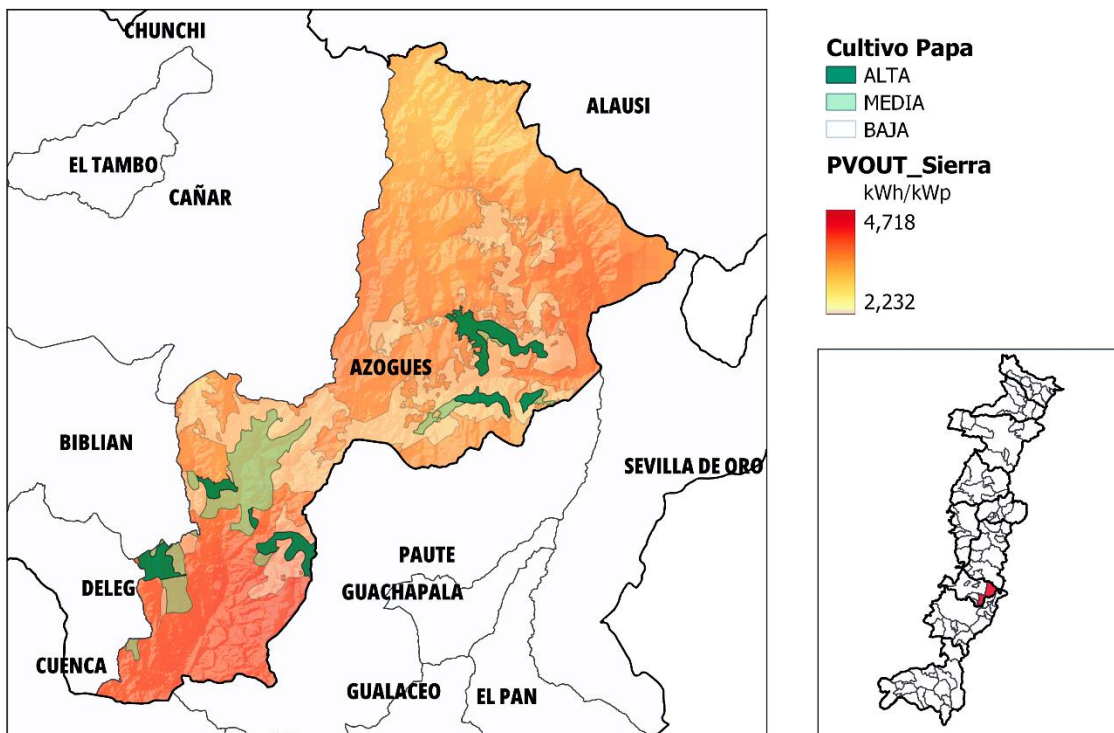 CHUNCHI
ALAUSI
EL TAMBO
CAÑAR
AZOGUES
BIBLIAN
SEVILLA DE ORO
PAUTE
DELEG
GUACHAPALA
CUENCA
GUALACEO
EL PAN
Cultivo Papa
ALTA
MEDIA
BAJA
PVOUT_Sierra
kWh/kWp
4,718
2,232